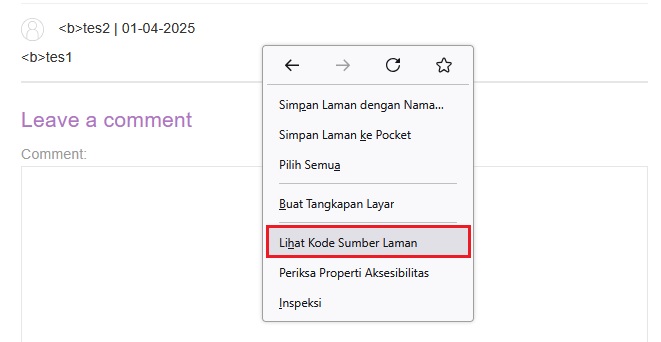 <b>tes2 | 01-04-2025
<b>tes1
Simpan Laman dengan Nama...
Leave a comment
Simpan Laman ke Pocket
Comment:
Pilih Semua
Buat Tangkapan Layar
Lihat Kode Sumber Laman
Periksa Properti Aksesibilitas
Inspeksi